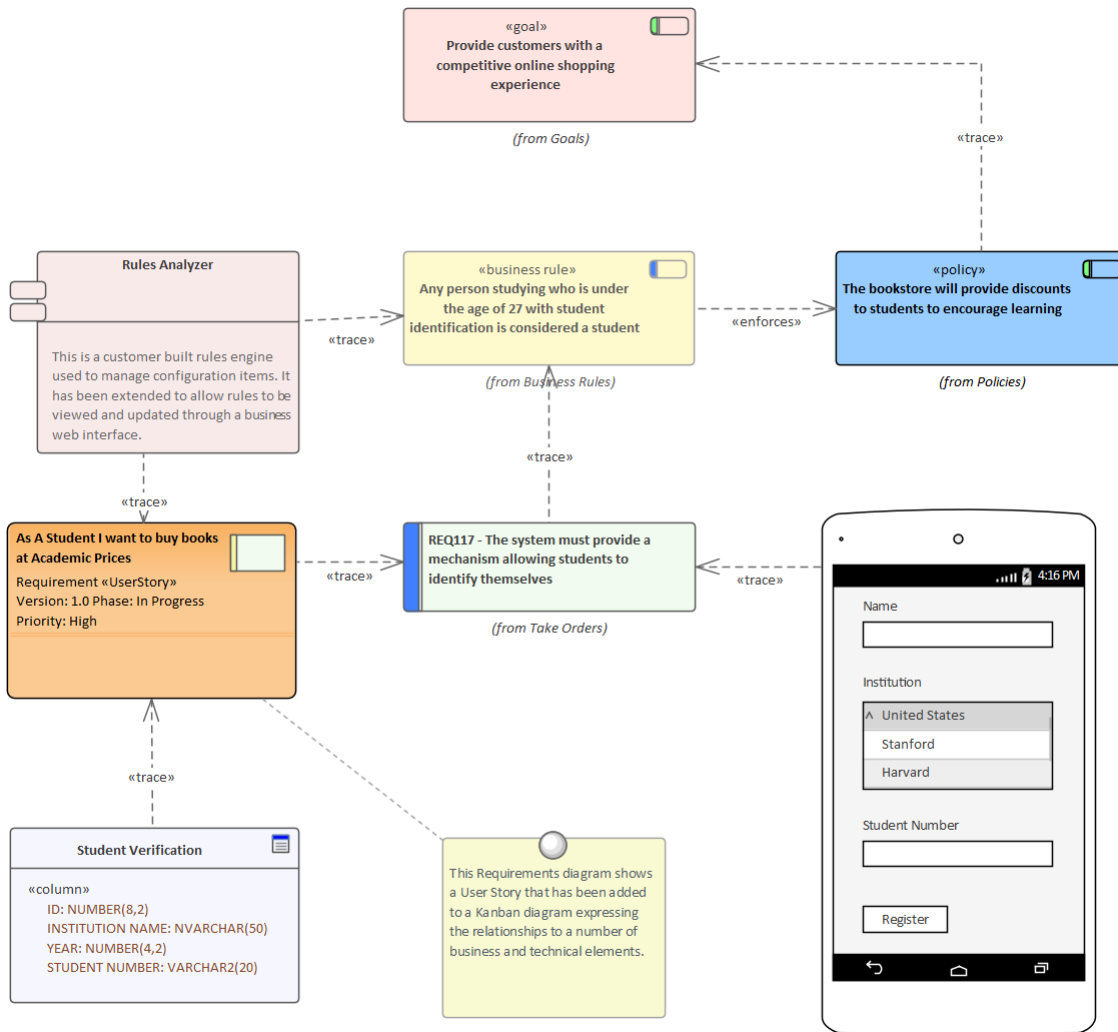 «goal»
Provide customers with a
competitive online shopping
experience
(from Goals)
«trace»
Rules Analyzer
This is a customer built rules engine
used to manage configuration items. It
has been extended to allow rules to be
viewed and updated through a business
web interface.
«trace»
«business rule»
Any person studying who is under
the age of 27 with student
identification is considered a student
(from Business Rules)
«enforces»
«policy»
The bookstore will provide discounts
to students to encourage learning
(from Policies)
«trace»
«trace»
As A Student I want to buy books
at Academic Prices
Requirement «UserStory»
Version: 1.0 Phase: In Progress
Priority: High
«trace»
REQ117 - The system must provide a
mechanism allowing students to
identify themselves
(from Take Orders)
«trace»
4:16 PM
Name
Institution
United States
Stanford
Harvard
Student Number
Register
«trace»
Student Verification
«column»
ID: NUMBER(8,2)
INSTITUTION NAME: NVARCHAR(50)
YEAR: NUMBER(4,2)
STUDENT NUMBER: VARCHAR2(20)
This Requirements diagram shows
a User Story that has been added
to a Kanban diagram expressing
the relationships to a number of
business and technical elements.